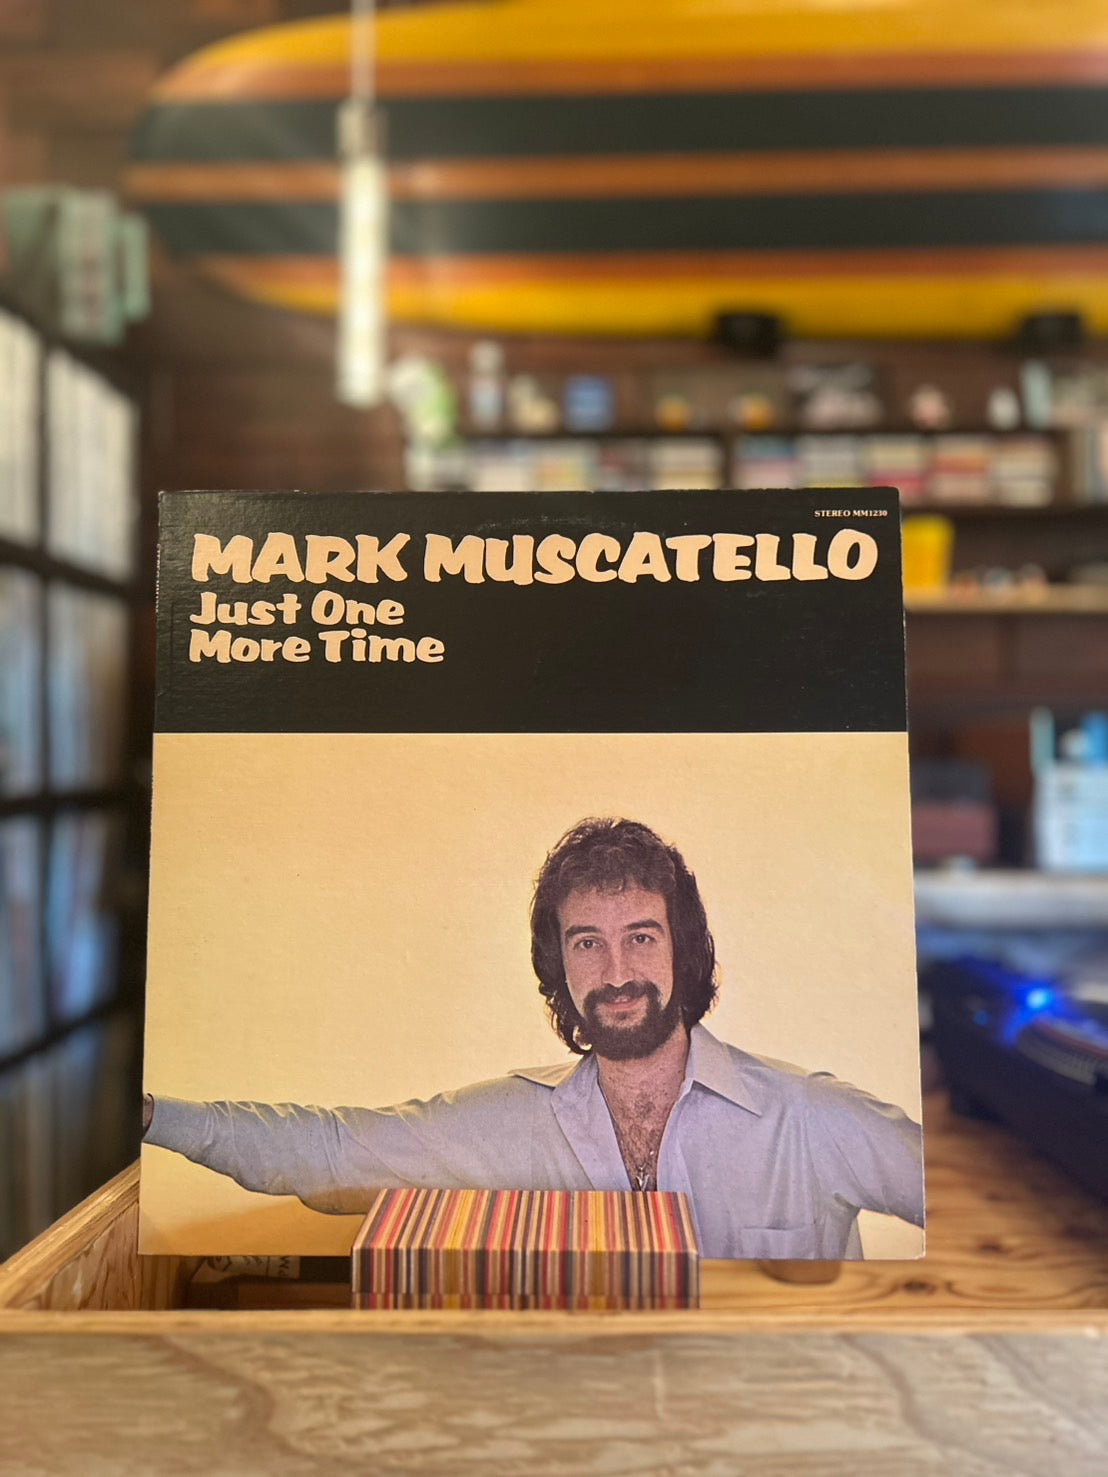 STEREO MM1230
MARK MUSCATELLO
Just One
More Time